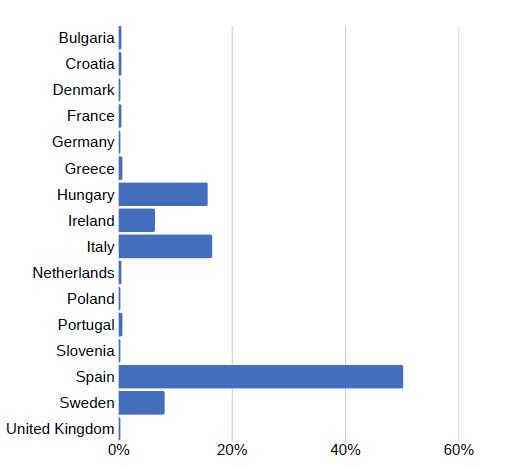 Bulgaria
Croatia
Denmark
France
Germany
Greece
Hungary
Ireland
Italy
Netherlands
Poland
Portugal
Slovenia
Spain
Sweden
United Kingdom
0% 20% 40% 60%